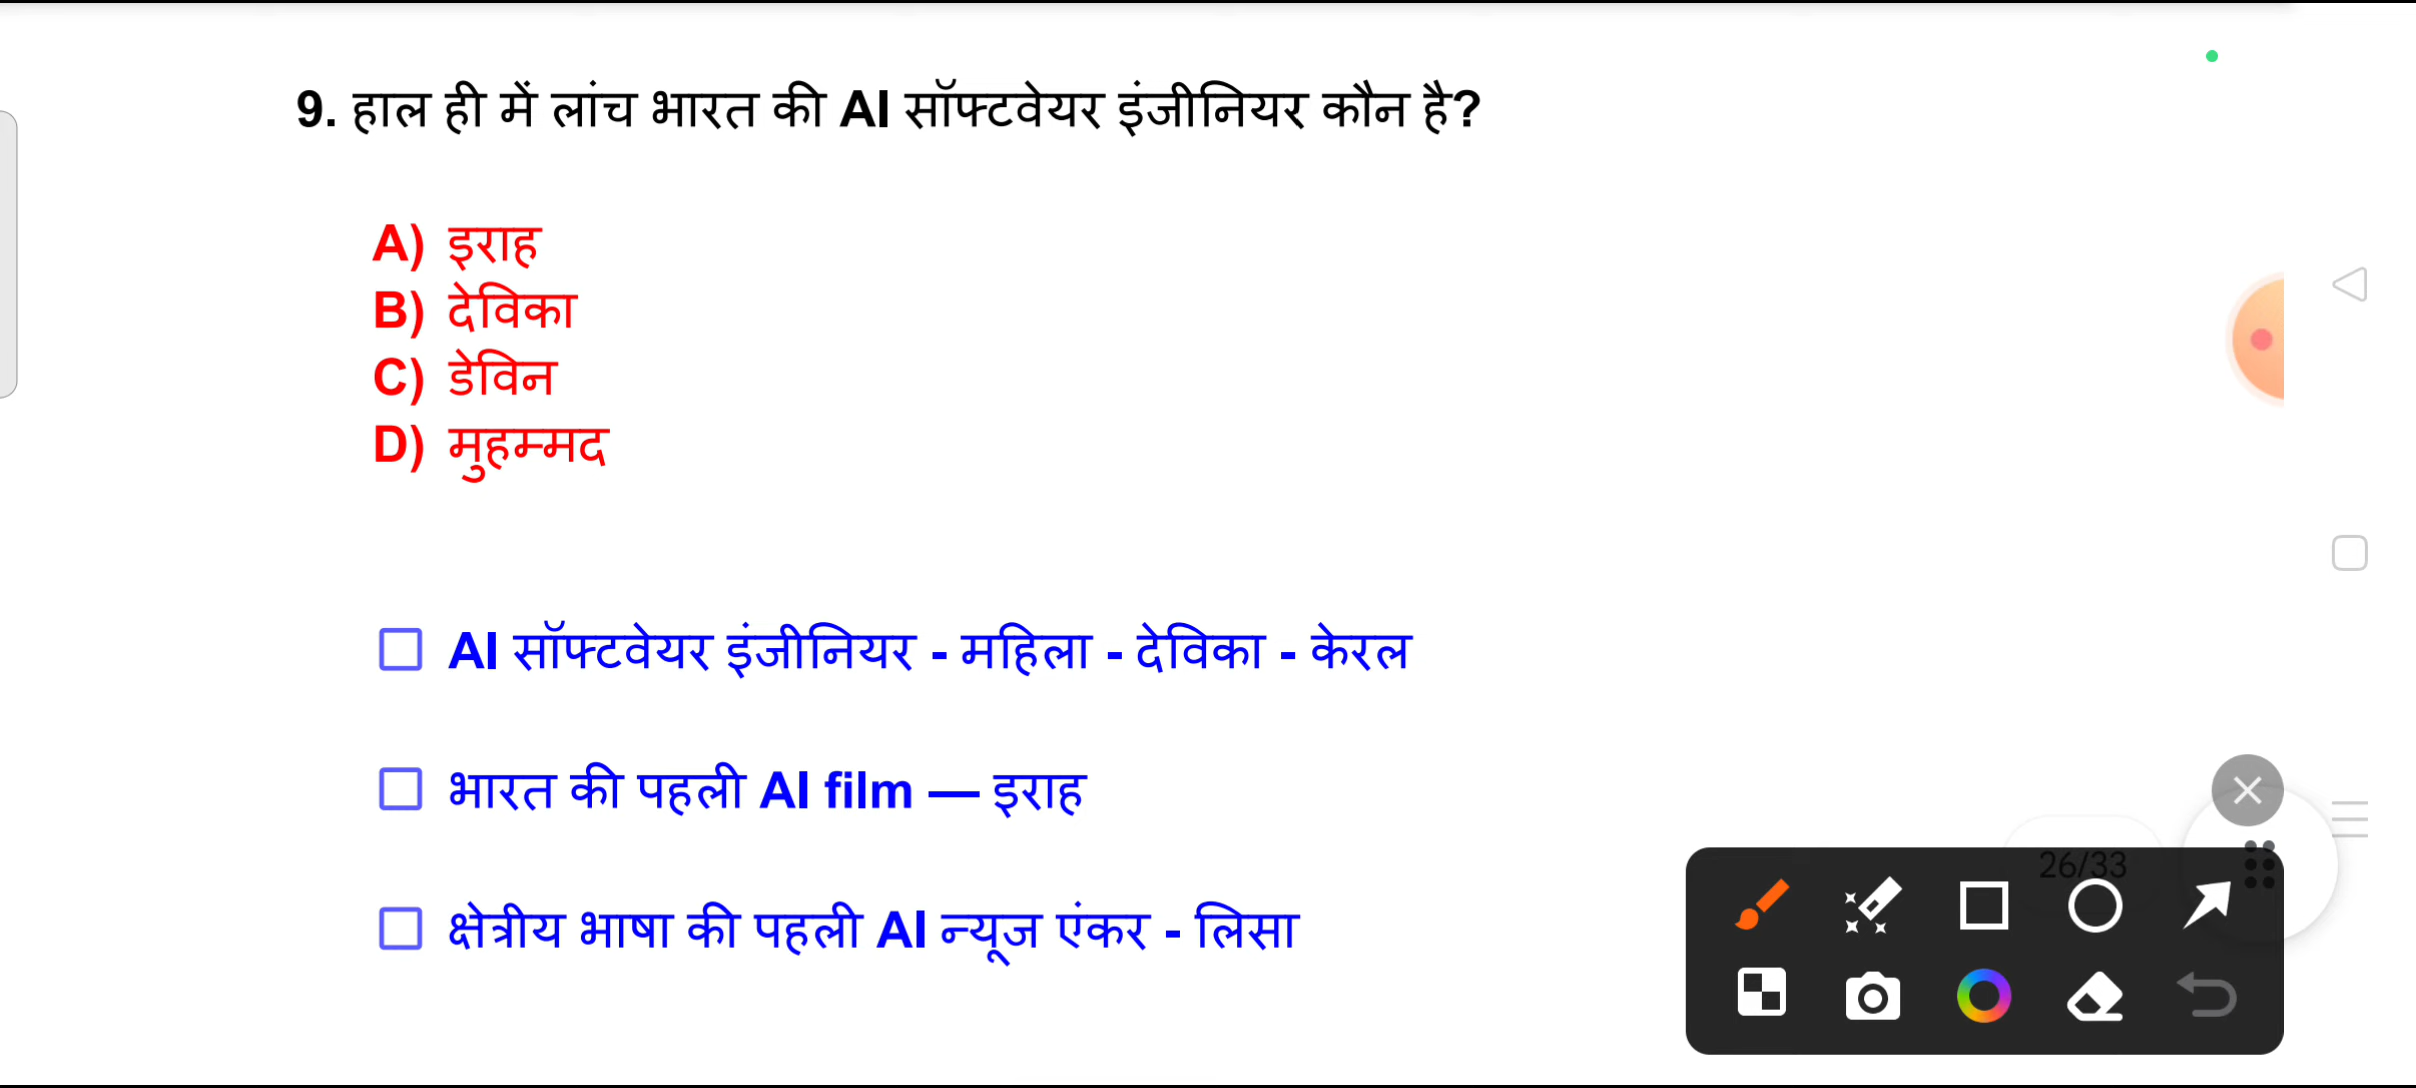 9. हाल ही में लांच भारत की AI सॉफ्टवेयर इंजीनियर कौन है?
A) इराह
B) देविका
C) डेविन
D) मुहम्मद
AI सॉफ्टवेयर इंजीनियर - महिला - देविका - केरल
भारत की पहली AI film — इराह
क्षेत्रीय भाषा की पहली AI न्यूज एंकर - लिसा
26/33